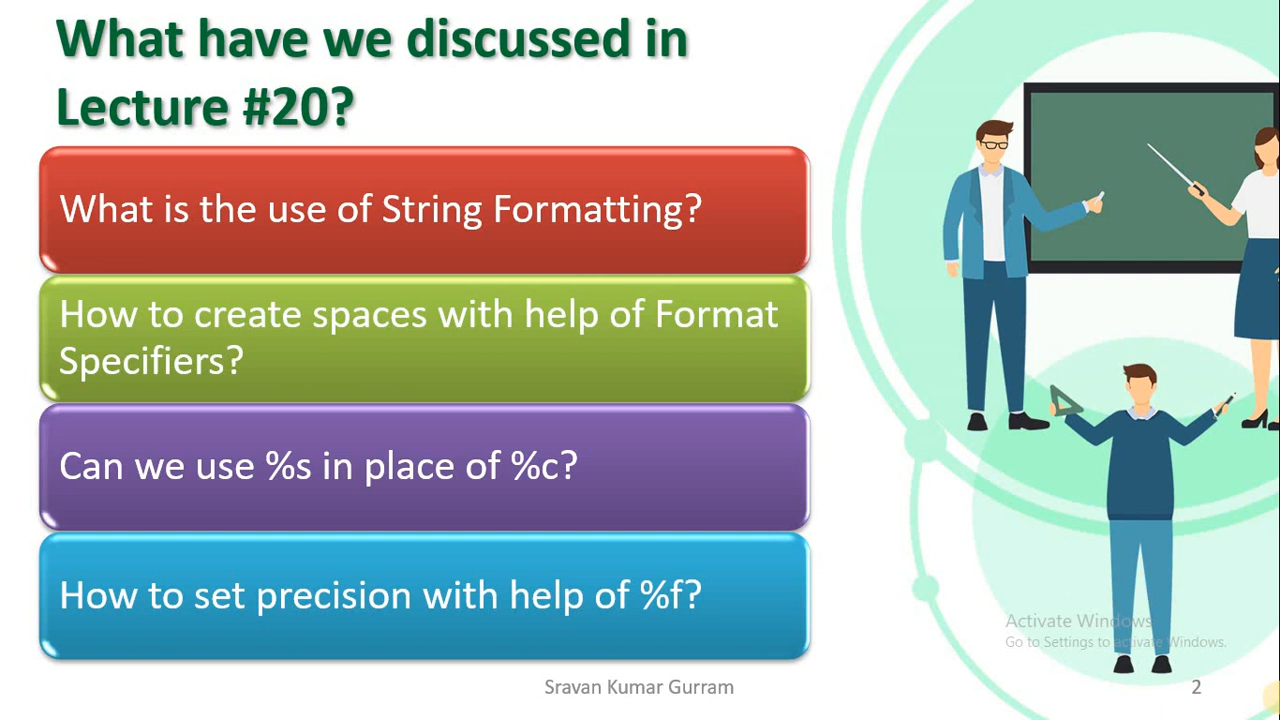 What have we discussed in
Lecture #20?
What is the use of String Formatting?
How to create spaces with help of Format
Specifiers?
Can we use %s in place of %c?
How to set precision with help of %f?
Activate Windows
Go to Settings to activate Windows.
Sravan Kumar Gurram
2